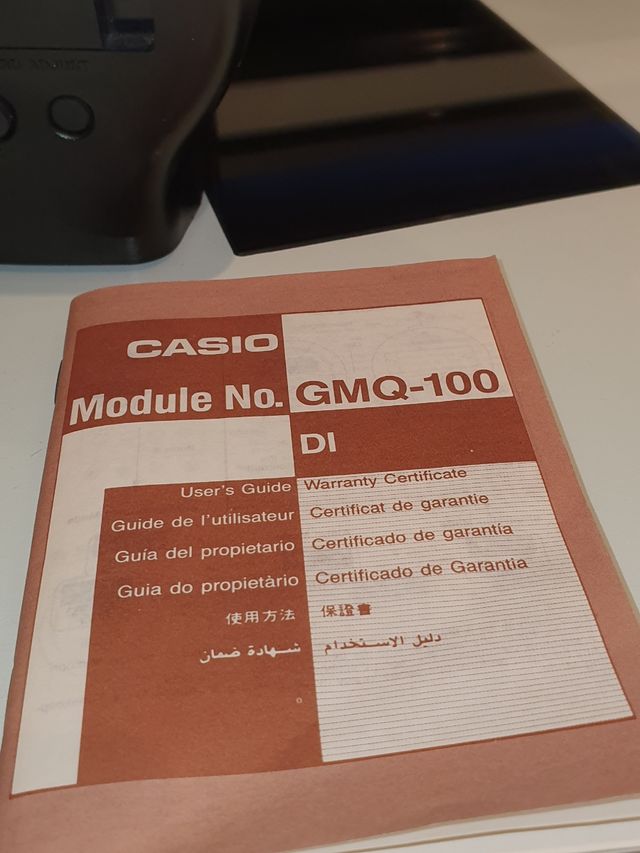 CASIO
Module No. GMQ-100
DI
User's Guide Warranty Certificate
Guide de l'utilisateur Certificat de garantie
Guía del propietario Certificado de garantía
Guia do propietàrio Certificado de Garantia
使用方法 保證書
شهادة ضمان دليل الاستخدام